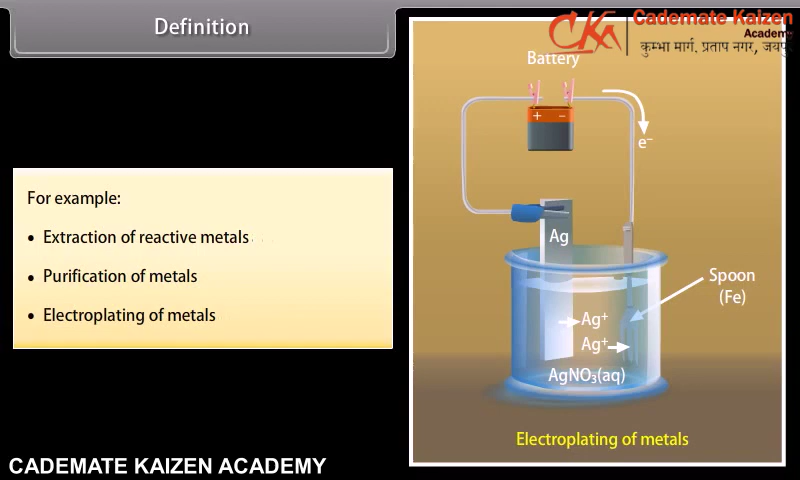 Definition
Cademate Kaizen
Academy
कुम्भा मार्ग, प्रताप नगर, जयपुर
CKA
Battery
+ −
e⁻
For example:
• Extraction of reactive metals
• Purification of metals
• Electroplating of metals
Ag
Spoon
(Fe)
Ag⁺
Ag⁺
AgNO₃(aq)
Electroplating of metals
CADEMATE KAIZEN ACADEMY